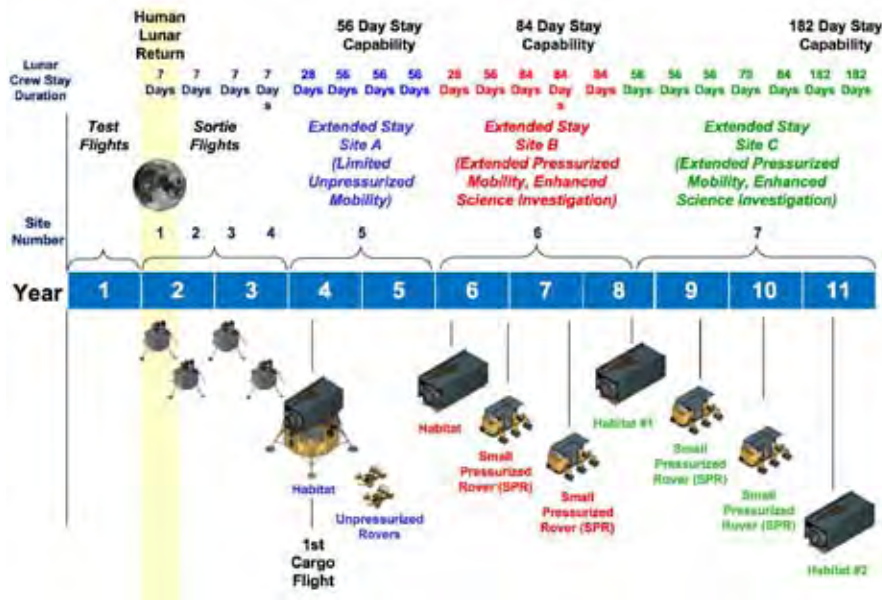 Human
Lunar
Return
56 Day Stay
Capability
84 Day Stay
Capability
182 Day Stay
Capability
Lunar
Crew Stay
Duration
7
Days
7
Days
7
Days
7
Day
s
28
Days
56
Days
56
Days
56
Days
28
Days
56
Days
84
Days
84
Day
s
84
Days
56
Days
56
Days
56
Days
70
Days
84
Days
182
Days
182
Days
Test
Flights
Sortie
Flights
Extended Stay
Site A
(Limited
Unpressurized
Mobility)
Extended Stay
Site B
(Extended Pressurized
Mobility, Enhanced
Science Investigation)
Extended Stay
Site C
(Extended Pressurized
Mobility, Enhanced
Science Investigation)
Site
Number
1 2 3 4 5 6 7
Year 1 2 3 4 5 6 7 8 9 10 11
Habitat
1st
Cargo
Flight
Unpressurized
Rovers
Habitat
Small
Pressurized
Rover (SPR)
Small
Pressurized
Rover (SPR)
Habitat #1
Small
Pressurized
Rover (SPR)
Small
Pressurized
Rover (SPR)
Habitat #2